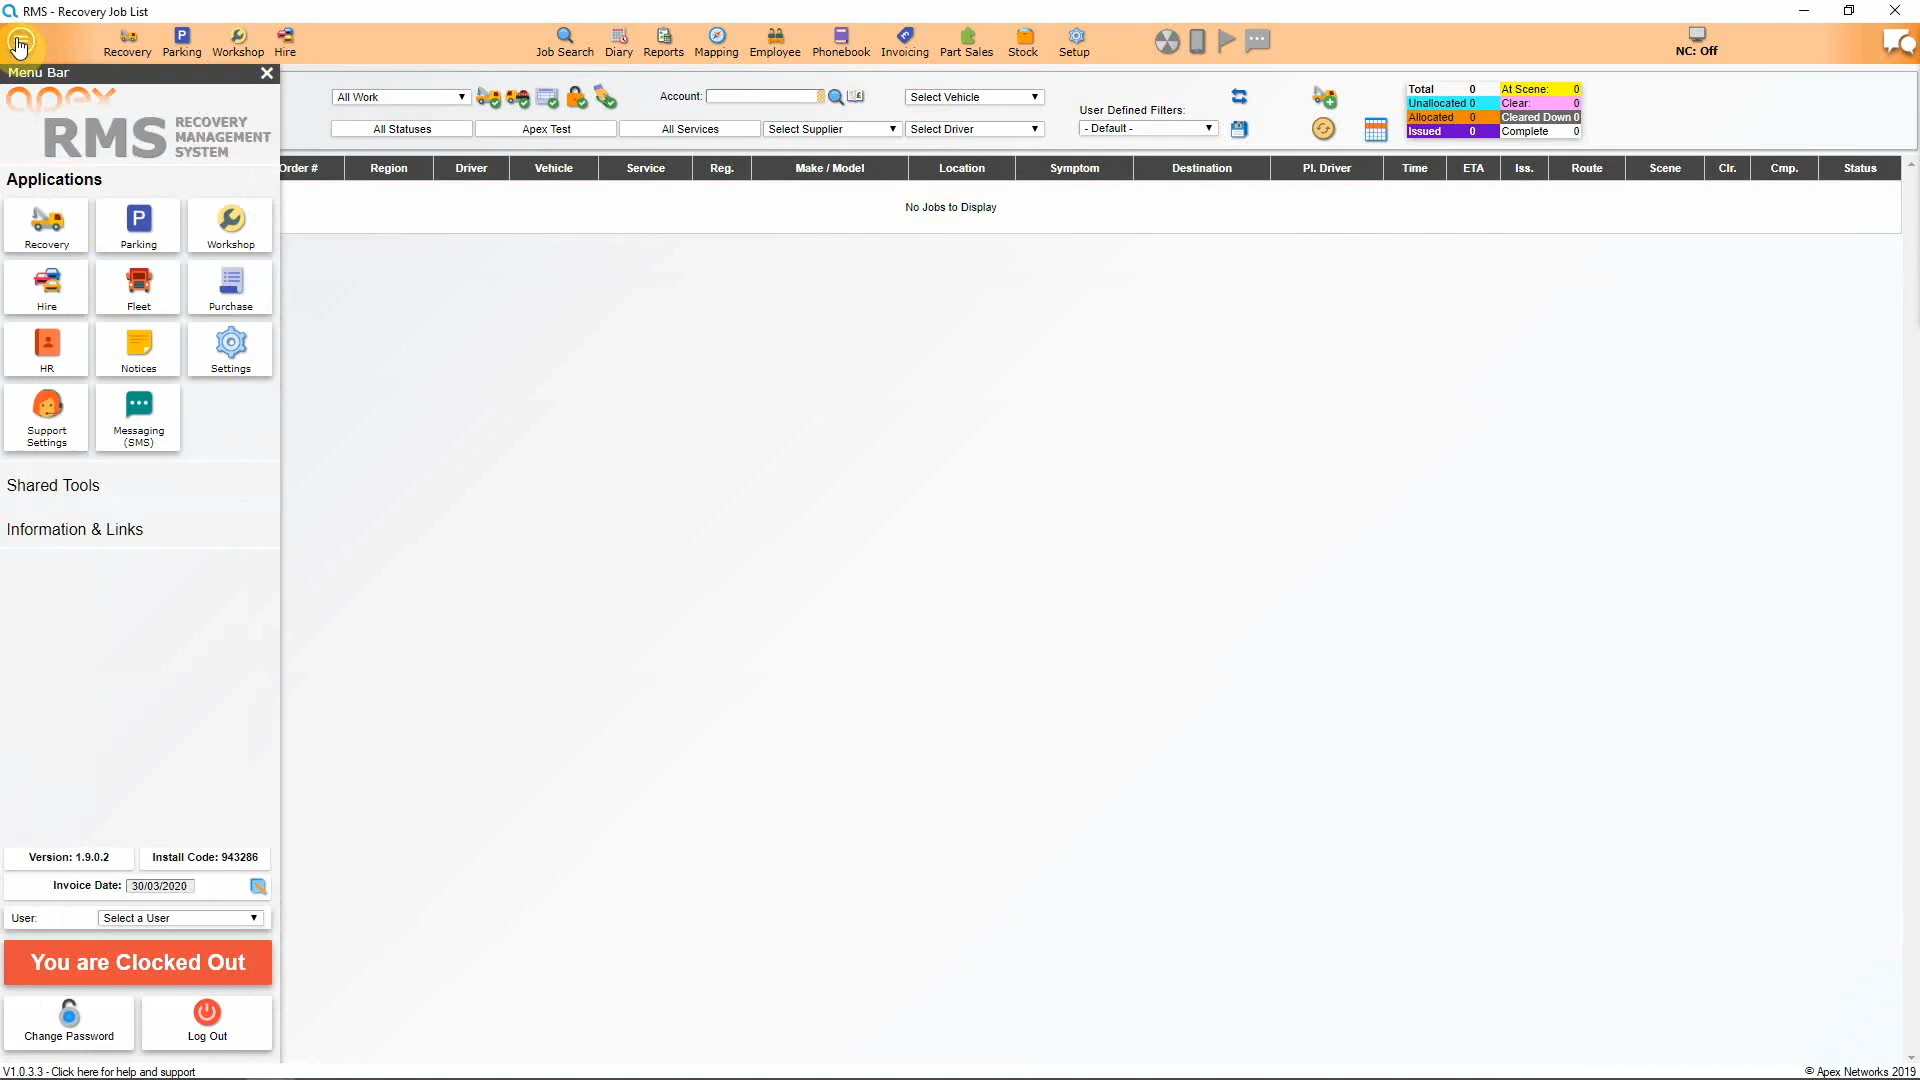 RMS - Recovery Job List
Recovery Parking Workshop Hire Job Search Diary Reports Mapping Employee Phonebook Invoicing Part Sales Stock Setup NC: Off
Menu Bar
apex
RMS RECOVERY MANAGEMENT SYSTEM
All Work Account: Select Vehicle User Defined Filters:
All Statuses Apex Test All Services Select Supplier Select Driver - Default -
Total 0 At Scene: 0
Unallocated 0 Clear: 0
Allocated 0 Cleared Down 0
Issued 0 Complete 0
Order # Region Driver Vehicle Service Reg. Make / Model Location Symptom Destination Pl. Driver Time ETA Iss. Route Scene Clr. Cmp. Status
No Jobs to Display
Applications
Recovery Parking Workshop
Hire Fleet Purchase
HR Notices Settings
Support Settings Messaging (SMS)
Shared Tools
Information & Links
Version: 1.9.0.2 Install Code: 943286
Invoice Date: 30/03/2020
User: Select a User
You are Clocked Out
Change Password Log Out
V1.0.3.3 - Click here for help and support © Apex Networks 2019